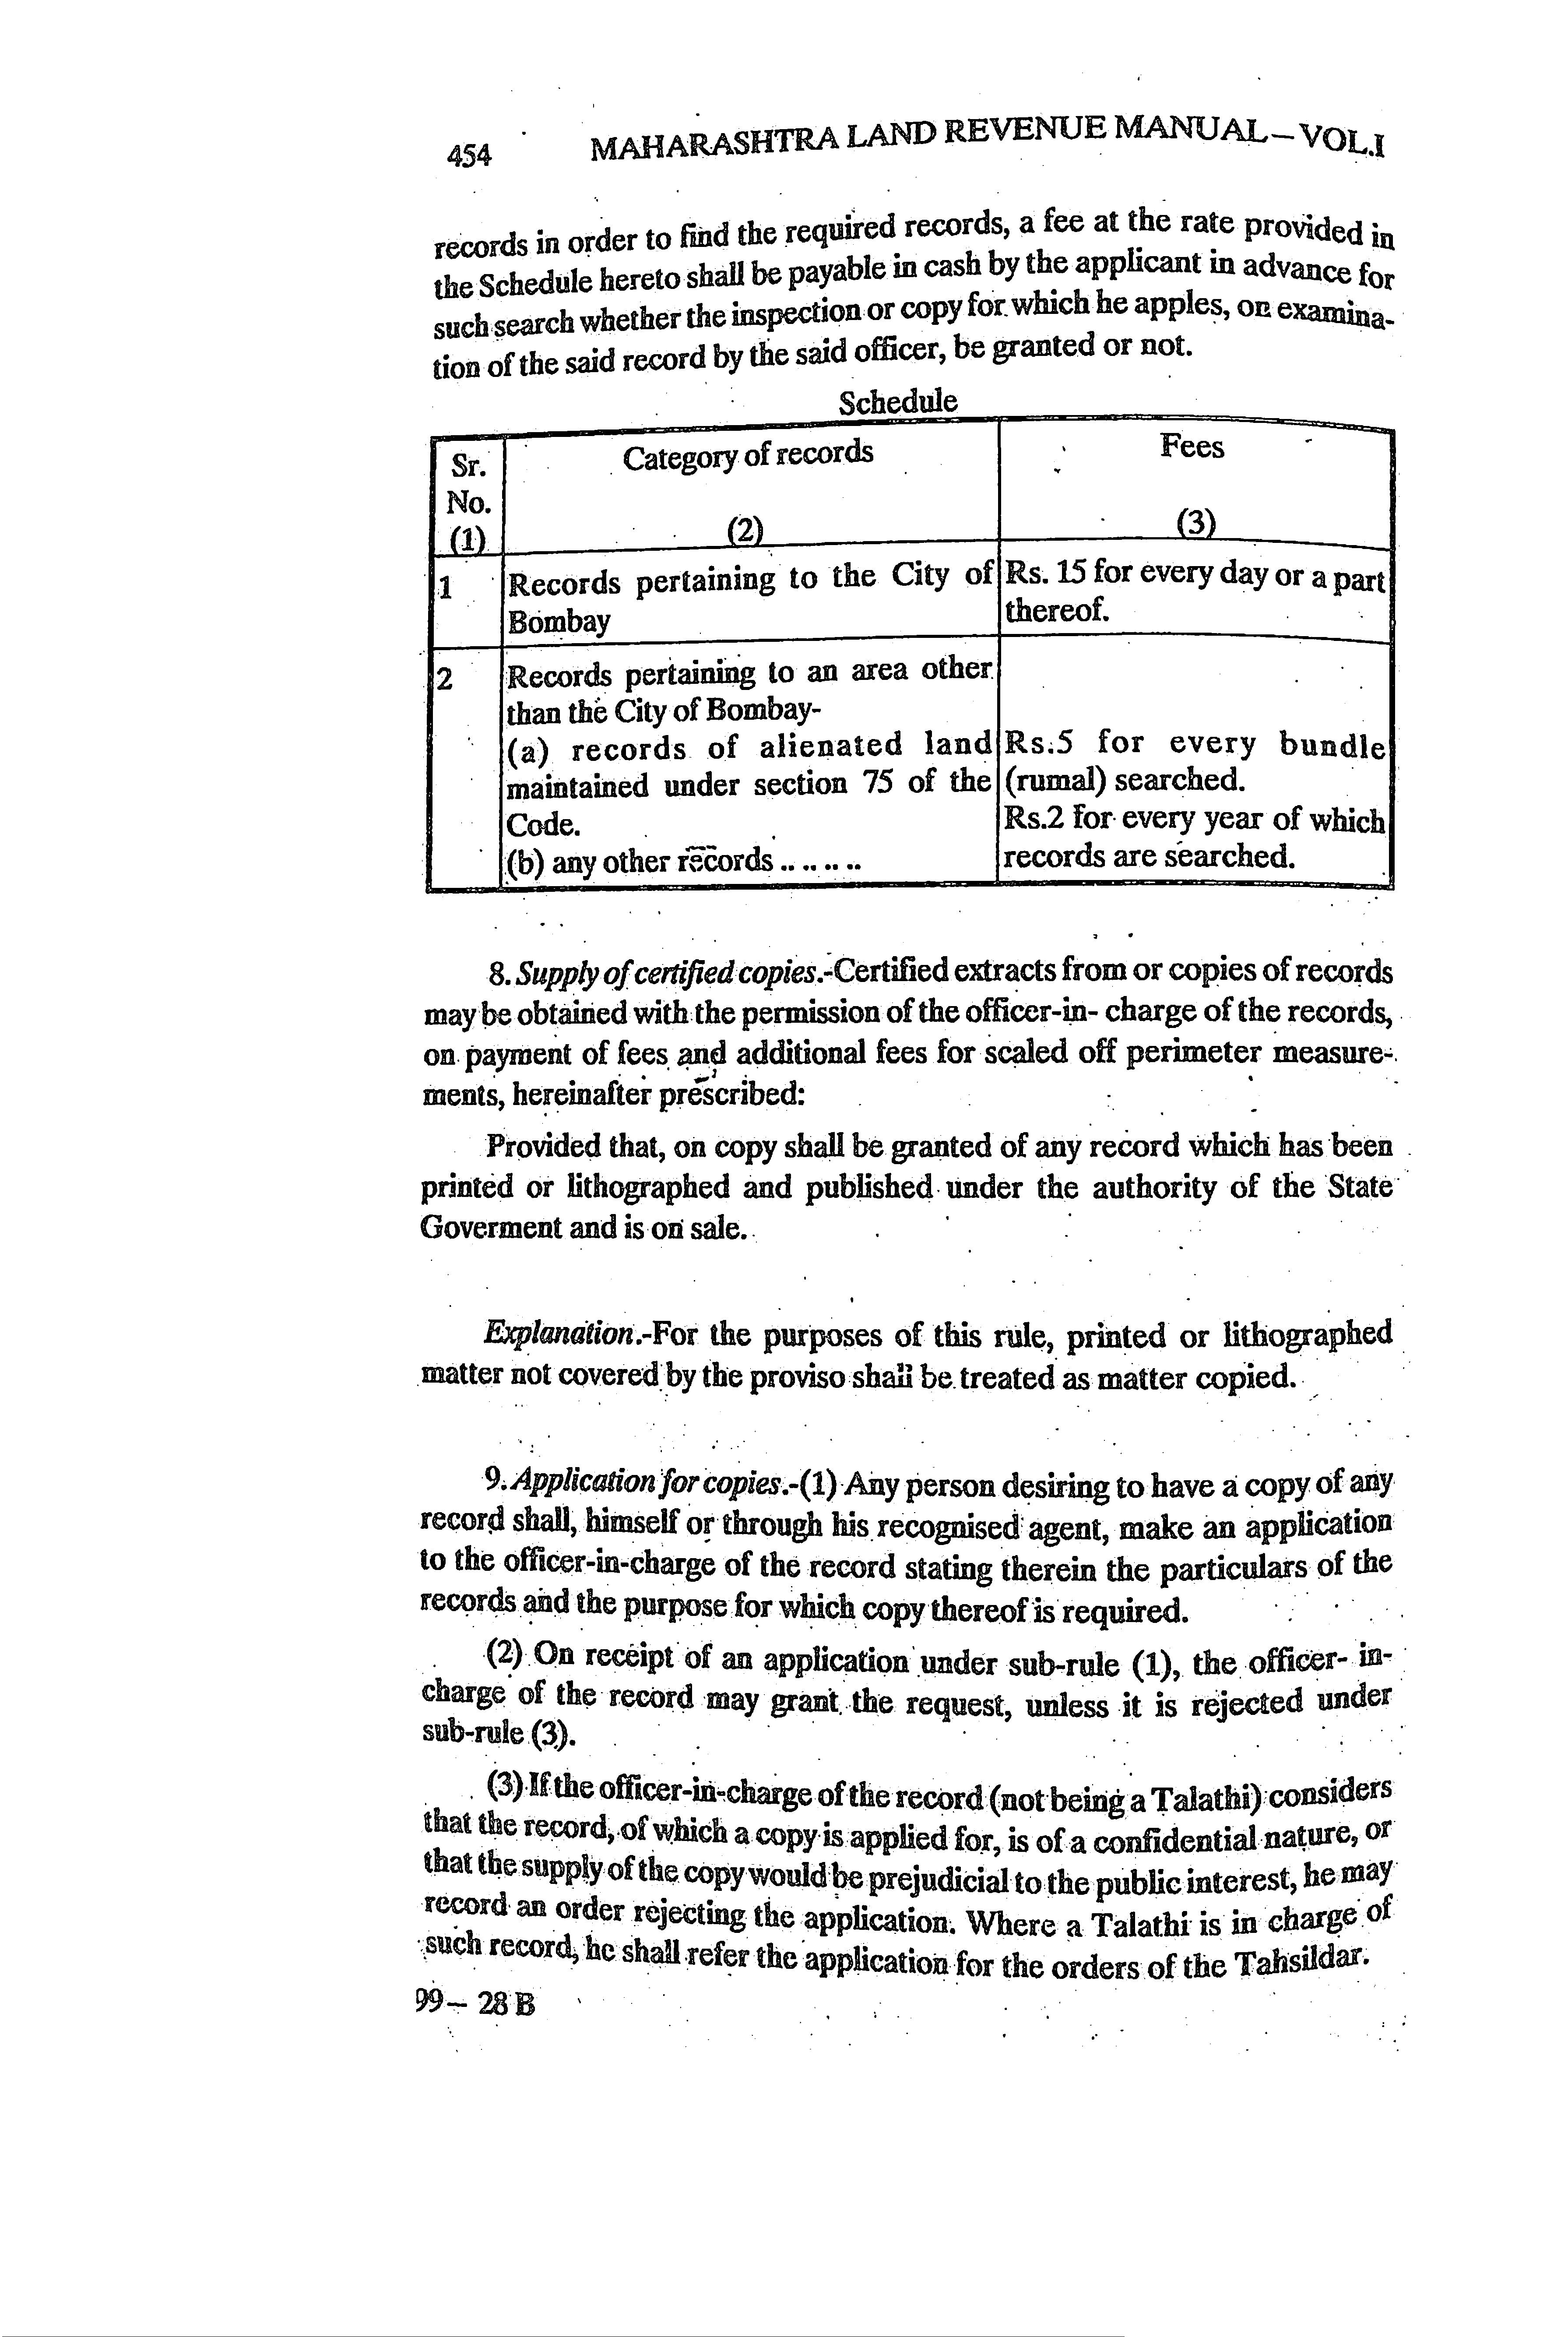 454 MAHARASHTRA LAND REVENUE MANUAL – VOL.I
records in order to find the required records, a fee at the rate provided in
the Schedule hereto shall be payable in cash by the applicant in advance for
such search whether the inspection or copy for which he apples, on examina-
tion of the said record by the said officer, be granted or not.
Schedule
Sr. Category of records Fees
No.
(1) (2) (3)
1 Records pertaining to the City of Rs. 15 for every day or a part
Bombay thereof.
2 Records pertaining to an area other
than the City of Bombay-
(a) records of alienated land Rs.5 for every bundle
maintained under section 75 of the (rumal) searched.
Code. Rs.2 for every year of which
(b) any other records .. .. .. .. records are searched.
8. Supply of certified copies.-Certified extracts from or copies of records
may be obtained with the permission of the officer-in- charge of the records,
on payment of fees and additional fees for scaled off perimeter measure-
ments, hereinafter prescribed:
Provided that, on copy shall be granted of any record which has been
printed or lithographed and published under the authority of the State
Goverment and is on sale.
Explanation.-For the purposes of this rule, printed or lithographed
matter not covered by the proviso shall be treated as matter copied.
9. Application for copies.-(1) Any person desiring to have a copy of any
record shall, himself or through his recognised agent, make an application
to the officer-in-charge of the record stating therein the particulars of the
records and the purpose for which copy thereof is required.
(2) On receipt of an application under sub-rule (1), the officer- in-
charge of the record may grant the request, unless it is rejected under
sub-rule (3).
(3) If the officer-in-charge of the record (not being a Talathi) considers
that the record, of which a copy is applied for, is of a confidential nature, or
that the supply of the copy would be prejudicial to the public interest, he may
record an order rejecting the application. Where a Talathi is in charge of
such record, he shall refer the application for the orders of the Tahsildar.
99 – 28 B